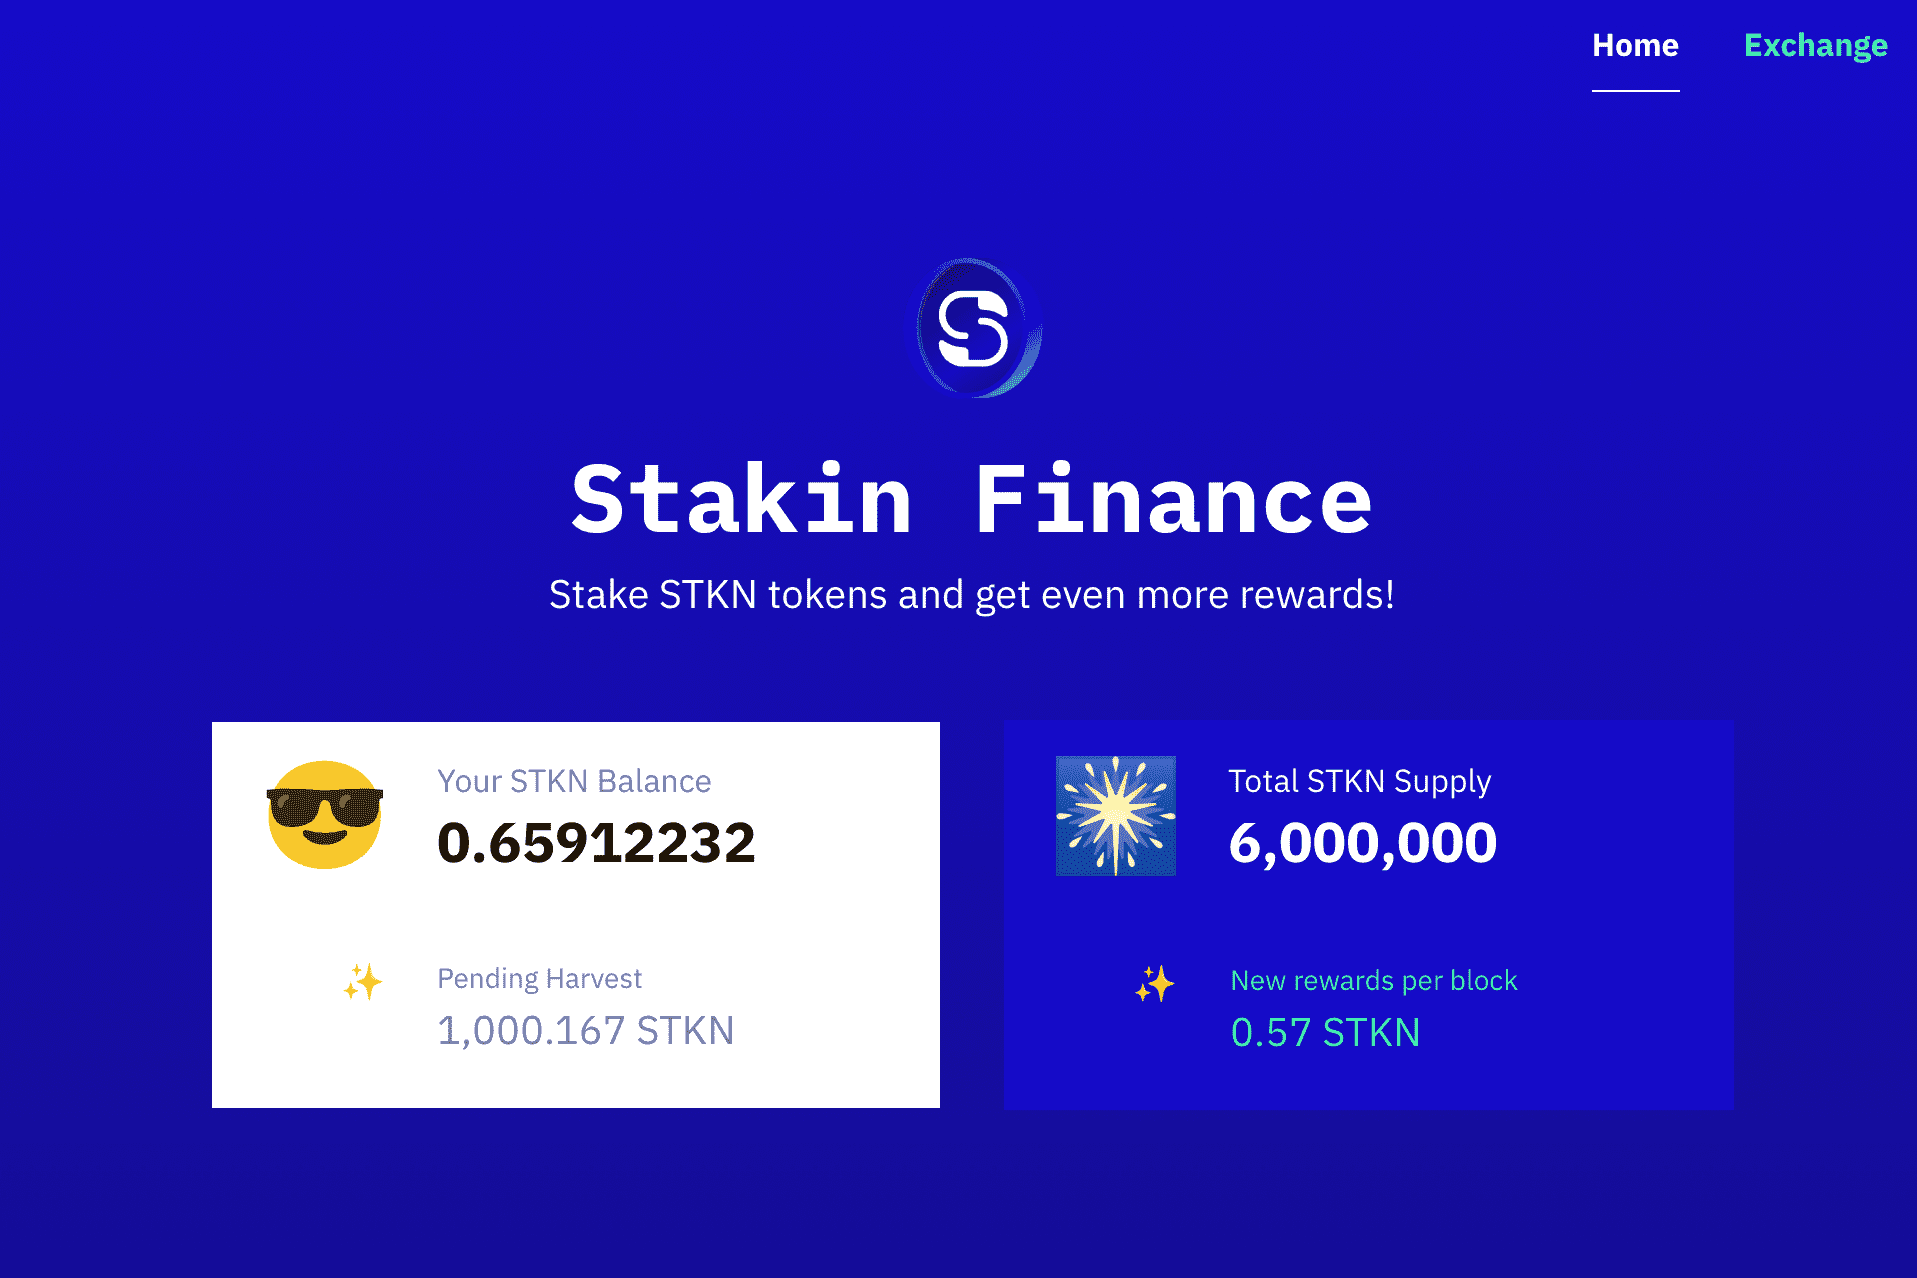 Home Exchange
Stakin Finance
Stake STKN tokens and get even more rewards!
Your STKN Balance
0.65912232
Pending Harvest
1,000.167 STKN
Total STKN Supply
6,000,000
New rewards per block
0.57 STKN